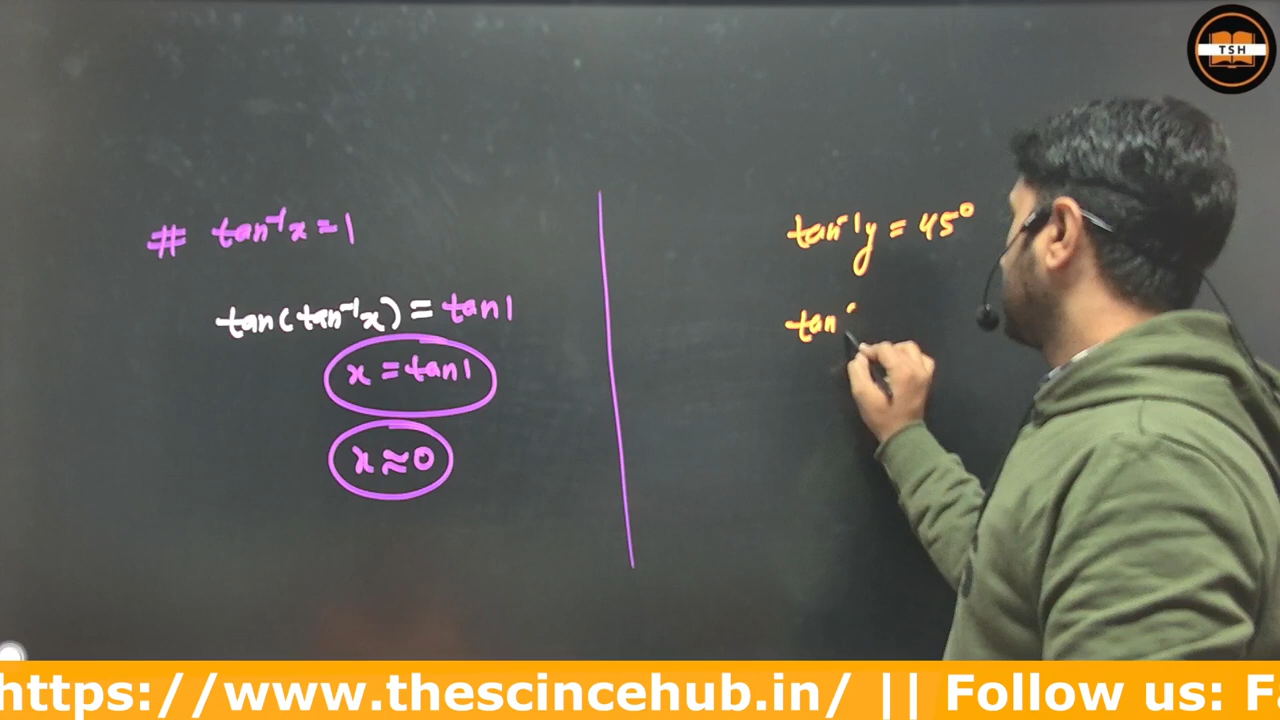 TSH
# tan⁻¹x = 1
tan(tan⁻¹x) = tan1
x = tan1
x ≈ 0
tan⁻¹y = 45°
tan
https://www.thescincehub.in/ || Follow us: F